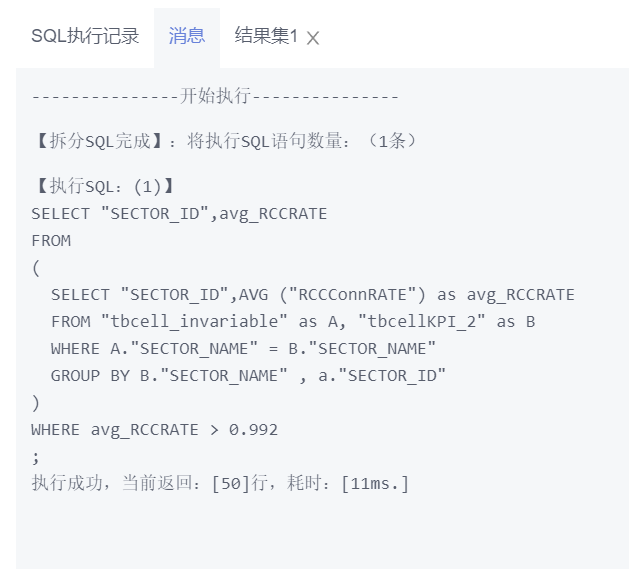 SQL执行记录 消息 结果集1 ×
---------------开始执行---------------
【拆分SQL完成】：将执行SQL语句数量：（1条）
【执行SQL：(1)】
SELECT "SECTOR_ID",avg_RCCRATE
FROM
(
  SELECT "SECTOR_ID",AVG ("RCCConnRATE") as avg_RCCRATE
  FROM "tbcell_invariable" as A, "tbcellKPI_2" as B
  WHERE A."SECTOR_NAME" = B."SECTOR_NAME"
  GROUP BY B."SECTOR_NAME" , a."SECTOR_ID"
)
WHERE avg_RCCRATE > 0.992
;
执行成功，当前返回：[50]行，耗时：[11ms.]